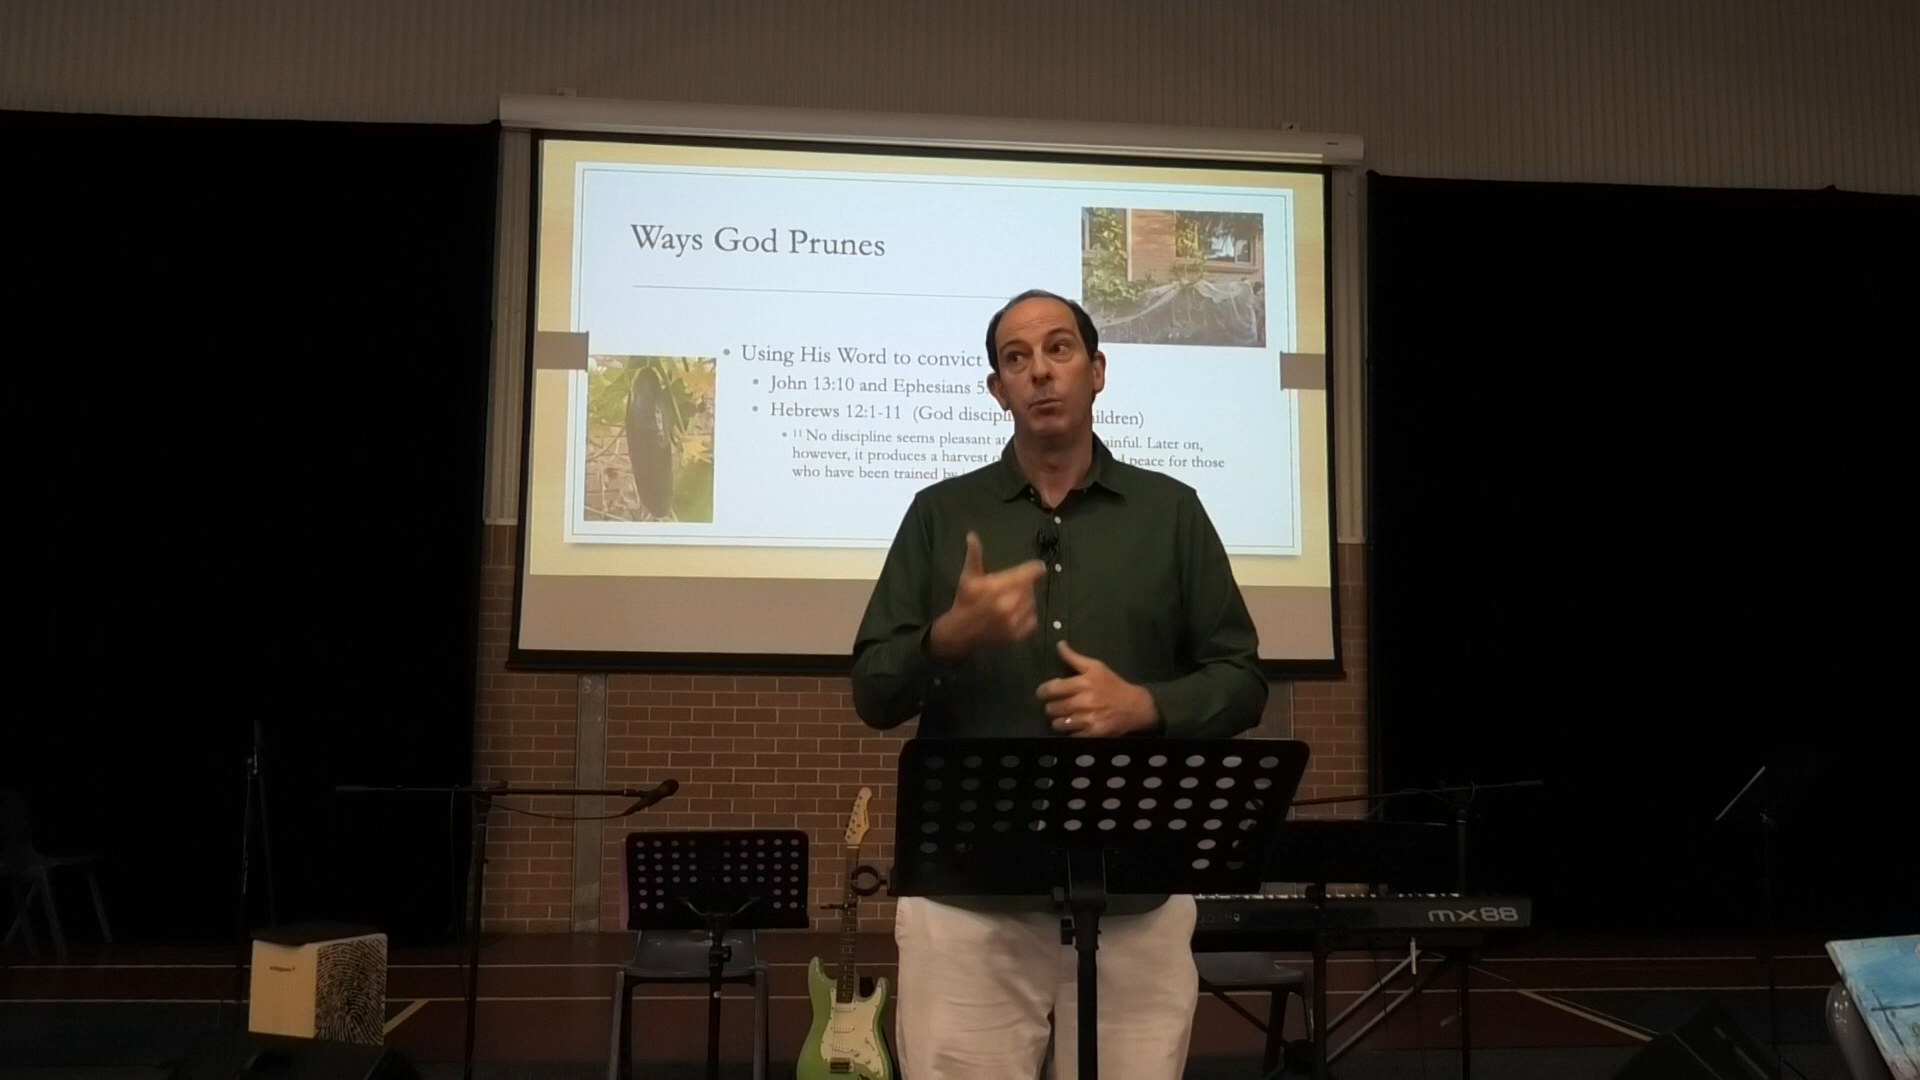 Ways God Prunes
• Using His Word to convict
• John 13:10 and Ephesians 5:
• Hebrews 12:1-11 (God discipl ildren)
• 11 No discipline seems pleasant at ainful. Later on,
however, it produces a harvest o peace for those
who have been trained by
mx88